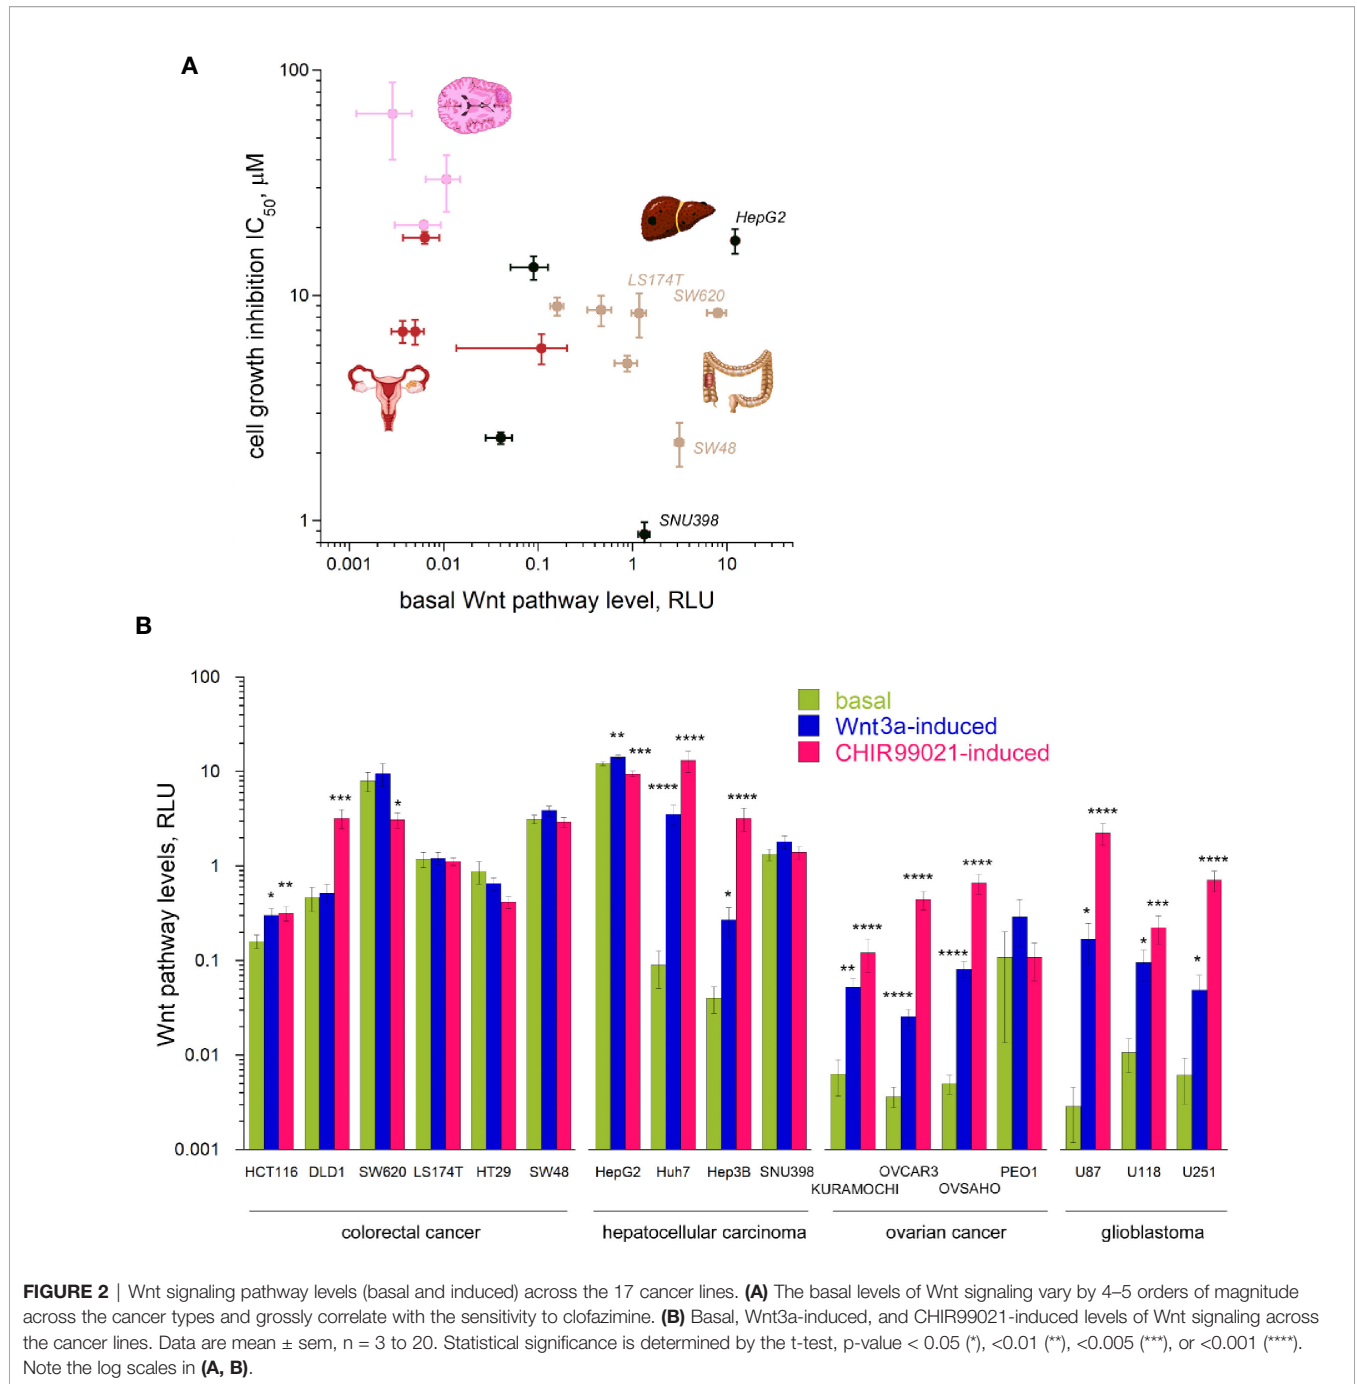 A
100
10
1
cell growth inhibition IC50, μM
HepG2
LS174T
SW620
SW48
SNU398
0.001 0.01 0.1 1 10
basal Wnt pathway level, RLU
B
100
10
1
0.1
0.01
0.001
Wnt pathway levels, RLU
basal
Wnt3a-induced
CHIR99021-induced
* ** *** * ** *** **** **** * **** ** **** **** **** **** **** * **** * *** * ****
HCT116 DLD1 SW620 LS174T HT29 SW48 HepG2 Huh7 Hep3B SNU398 OVCAR3 PEO1 U87 U118 U251
KURAMOCHI OVSAHO
colorectal cancer hepatocellular carcinoma ovarian cancer glioblastoma
FIGURE 2 | Wnt signaling pathway levels (basal and induced) across the 17 cancer lines. (A) The basal levels of Wnt signaling vary by 4–5 orders of magnitude
across the cancer types and grossly correlate with the sensitivity to clofazimine. (B) Basal, Wnt3a-induced, and CHIR99021-induced levels of Wnt signaling across
the cancer lines. Data are mean ± sem, n = 3 to 20. Statistical significance is determined by the t-test, p-value < 0.05 (*), <0.01 (**), <0.005 (***), or <0.001 (****).
Note the log scales in (A, B).